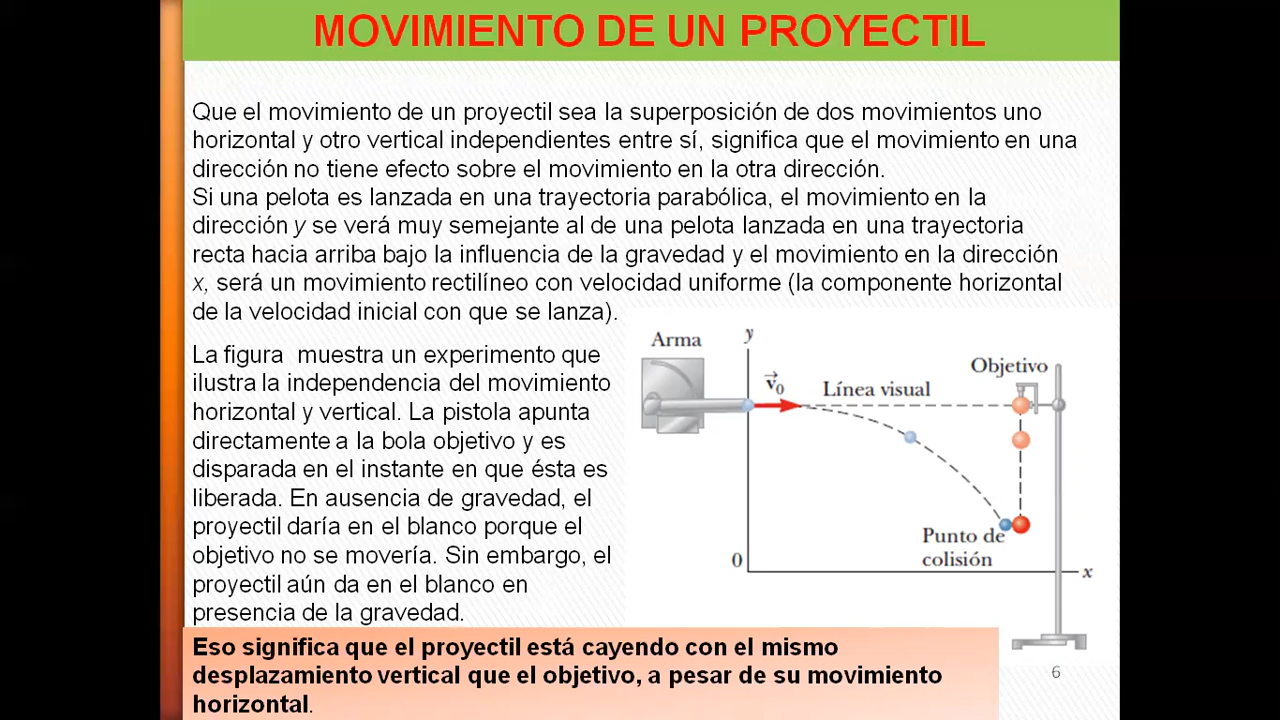 MOVIMIENTO DE UN PROYECTIL
Que el movimiento de un proyectil sea la superposición de dos movimientos uno
horizontal y otro vertical independientes entre sí, significa que el movimiento en una
dirección no tiene efecto sobre el movimiento en la otra dirección.
Si una pelota es lanzada en una trayectoria parabólica, el movimiento en la
dirección y se verá muy semejante al de una pelota lanzada en una trayectoria
recta hacia arriba bajo la influencia de la gravedad y el movimiento en la dirección
x, será un movimiento rectilíneo con velocidad uniforme (la componente horizontal
de la velocidad inicial con que se lanza).
La figura muestra un experimento que
ilustra la independencia del movimiento
horizontal y vertical. La pistola apunta
directamente a la bola objetivo y es
disparada en el instante en que ésta es
liberada. En ausencia de gravedad, el
proyectil daría en el blanco porque el
objetivo no se movería. Sin embargo, el
proyectil aún da en el blanco en
presencia de la gravedad.
Arma
y
v⃗₀
Línea visual
Objetivo
Punto de
colisión
0
x
Eso significa que el proyectil está cayendo con el mismo
desplazamiento vertical que el objetivo, a pesar de su movimiento
horizontal.
6